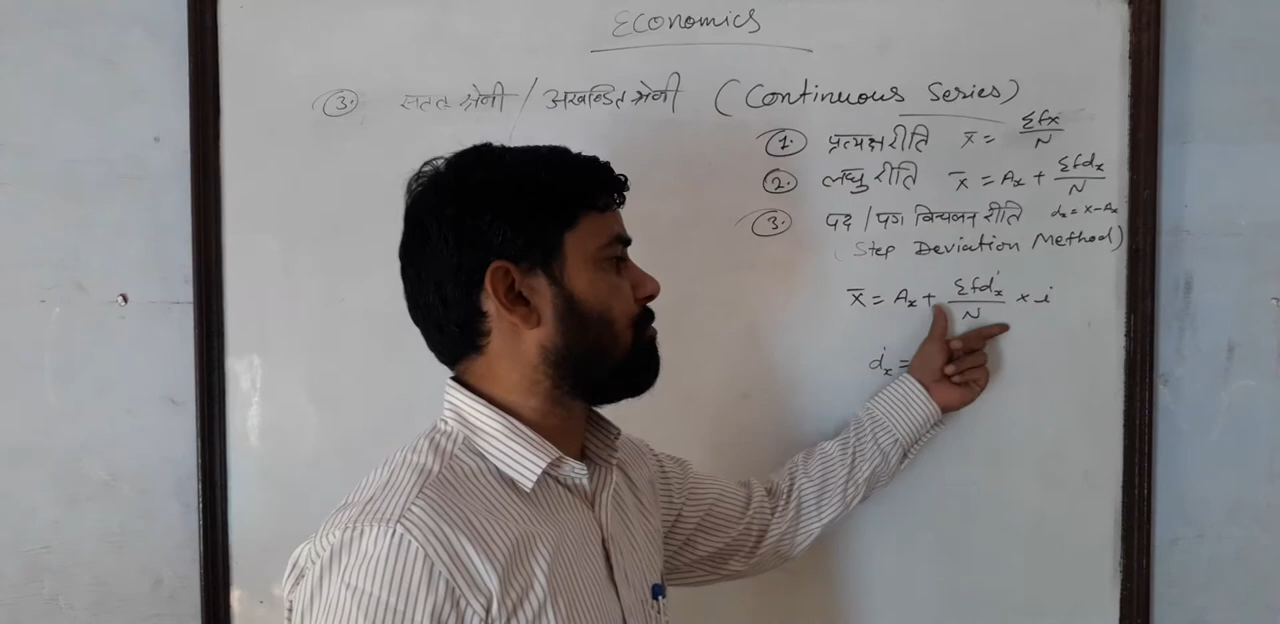 Economics
3. सतत श्रेणी / अखण्डित श्रेणी (Continuous Series)
1. प्रत्यक्ष रीति x̄ = Σfx/N
2. लघु रीति x̄ = Ax + Σfdx/N
3. पद / पग विचलन रीति dx = x-Ax
(Step Deviation Method)
x̄ = Ax + Σfd'x/N × i
d'x =